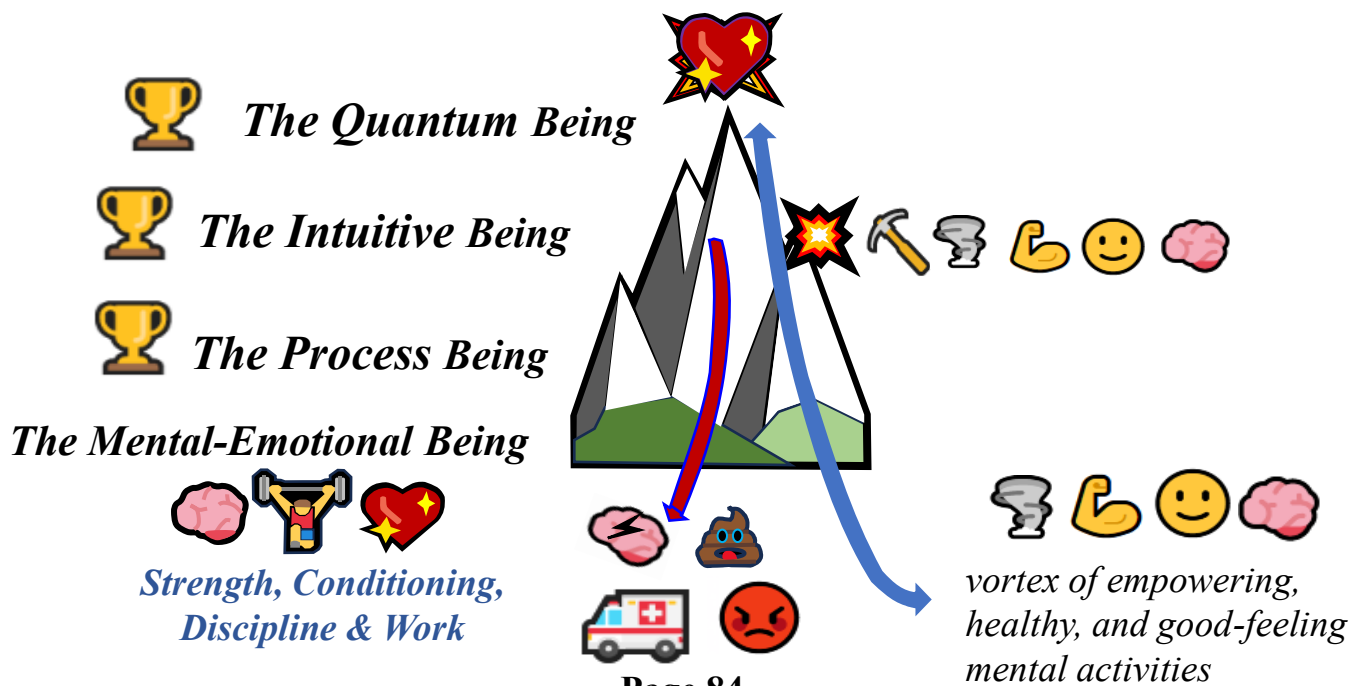 The Quantum Being
The Intuitive Being
The Process Being
The Mental-Emotional Being
Strength, Conditioning,
Discipline & Work
vortex of empowering,
healthy, and good-feeling
mental activities
Page 84